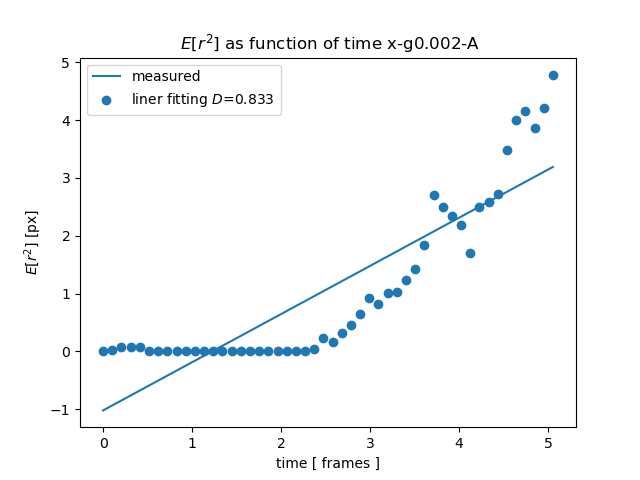 E[r²] as function of time x-g0.002-A
measured
liner fitting D=0.833
5
4
3
2
1
0
−1
E[r²] [px]
0 1 2 3 4 5
time [ frames ]